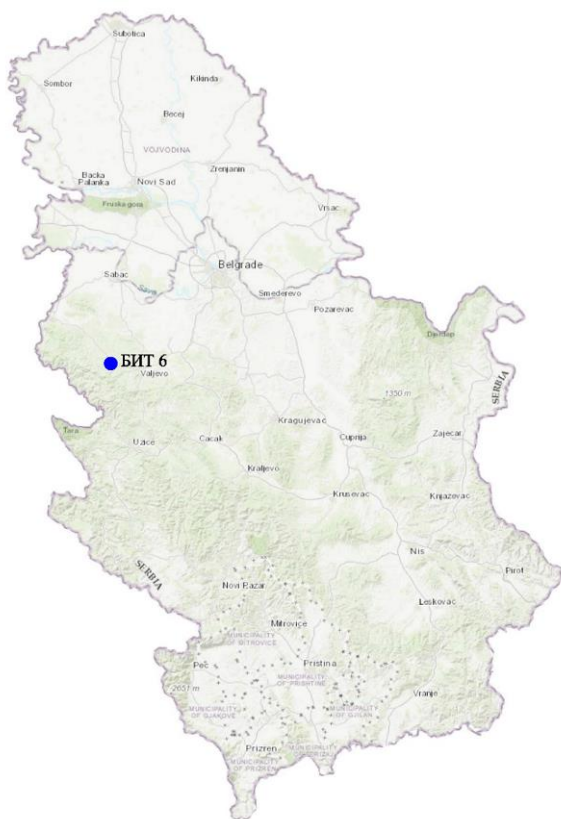 Subotica
Sombor
Kikinda
Becej
VOJVODINA
Zrenjanin
Backa
Palanka
Novi Sad
Fruska-gora
Vrsac
Belgrade
Sabac
Sava
Smederevo
Pozarevac
Djerdap
БИТ 6
Valjevo
1350 m
SERBIA
Tara
Uzice
Cacak
Kragujevac
Cuprija
Zajecar
Kraljevo
Krusevac
Knjazevac
Nis
Pirot
SERBIA
Novi Pazar
Leskovac
Mitrovice
MUNICIPALITY
OF MITROVICE
Peć
Pristina
2651 m
MUNICIPALITY
OF PRISHTINE
Vranje
MUNICIPALITY
OF GJAKOVE
MUNICIPALITY
OF GJILAN
Prizren
MUNICIPALITY
OF PRIZREN
MUNICIPALITY